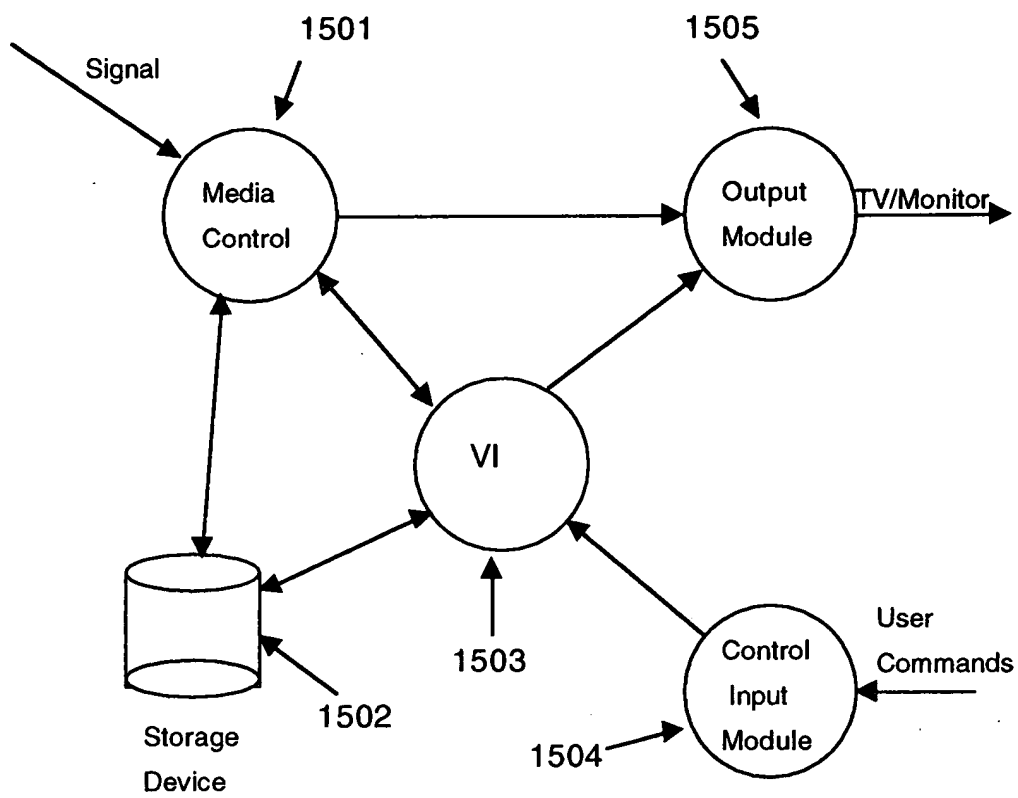 1501
1505
Signal
Media
Control
Output
Module
TV/Monitor
VI
1503
1502
Storage
Device
1504
Control
Input
Module
User
Commands